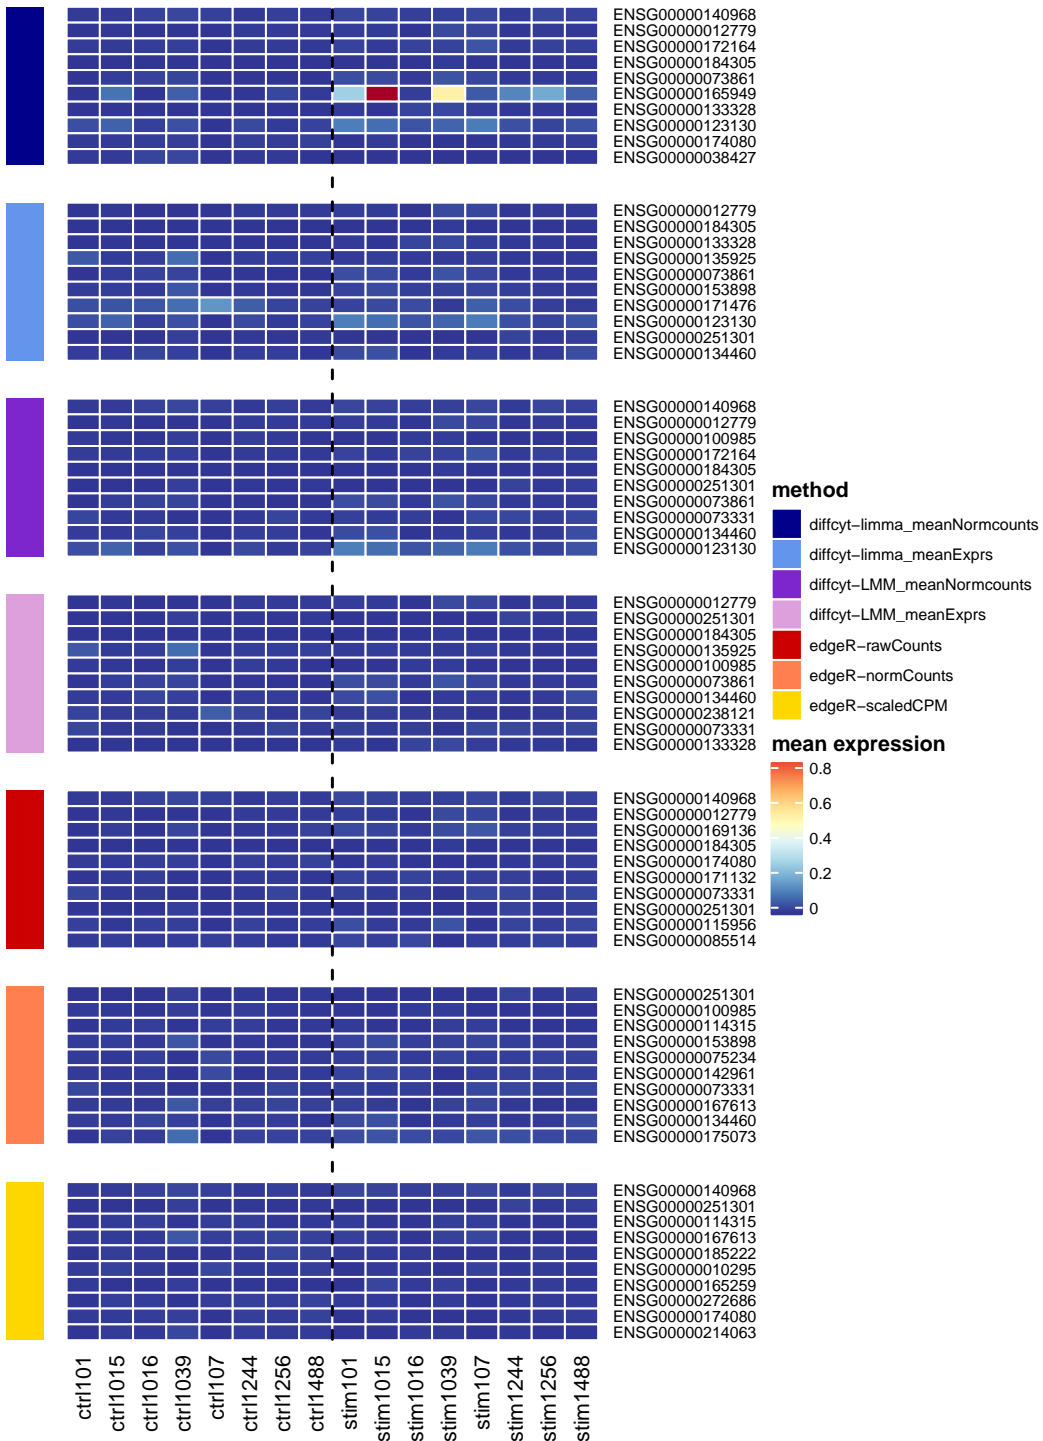 ENSG00000140968
ENSG00000012779
ENSG00000172164
ENSG00000184305
ENSG00000073861
ENSG00000165949
ENSG00000133328
ENSG00000123130
ENSG00000174080
ENSG00000038427
ENSG00000012779
ENSG00000184305
ENSG00000133328
ENSG00000135925
ENSG00000073861
ENSG00000153898
ENSG00000171476
ENSG00000123130
ENSG00000251301
ENSG00000134460
ENSG00000140968
ENSG00000012779
ENSG00000100985
ENSG00000172164
ENSG00000184305
ENSG00000251301
ENSG00000073861
ENSG00000073331
ENSG00000134460
ENSG00000123130
ENSG00000012779
ENSG00000251301
ENSG00000184305
ENSG00000135925
ENSG00000100985
ENSG00000073861
ENSG00000134460
ENSG00000238121
ENSG00000073331
ENSG00000133328
ENSG00000140968
ENSG00000012779
ENSG00000169136
ENSG00000184305
ENSG00000174080
ENSG00000171132
ENSG00000073331
ENSG00000251301
ENSG00000115956
ENSG00000085514
ENSG00000251301
ENSG00000100985
ENSG00000114315
ENSG00000153898
ENSG00000075234
ENSG00000142961
ENSG00000073331
ENSG00000167613
ENSG00000134460
ENSG00000175073
ENSG00000140968
ENSG00000251301
ENSG00000114315
ENSG00000167613
ENSG00000185222
ENSG00000010295
ENSG00000165259
ENSG00000272686
ENSG00000174080
ENSG00000214063
ctrl101
ctrl1015
ctrl1016
ctrl1039
ctrl107
ctrl1244
ctrl1256
ctrl1488
stim101
stim1015
stim1016
stim1039
stim107
stim1244
stim1256
stim1488
method
diffcyt−limma_meanNormcounts
diffcyt−limma_meanExprs
diffcyt−LMM_meanNormcounts
diffcyt−LMM_meanExprs
edgeR−rawCounts
edgeR−normCounts
edgeR−scaledCPM
mean expression
0.8
0.6
0.4
0.2
0